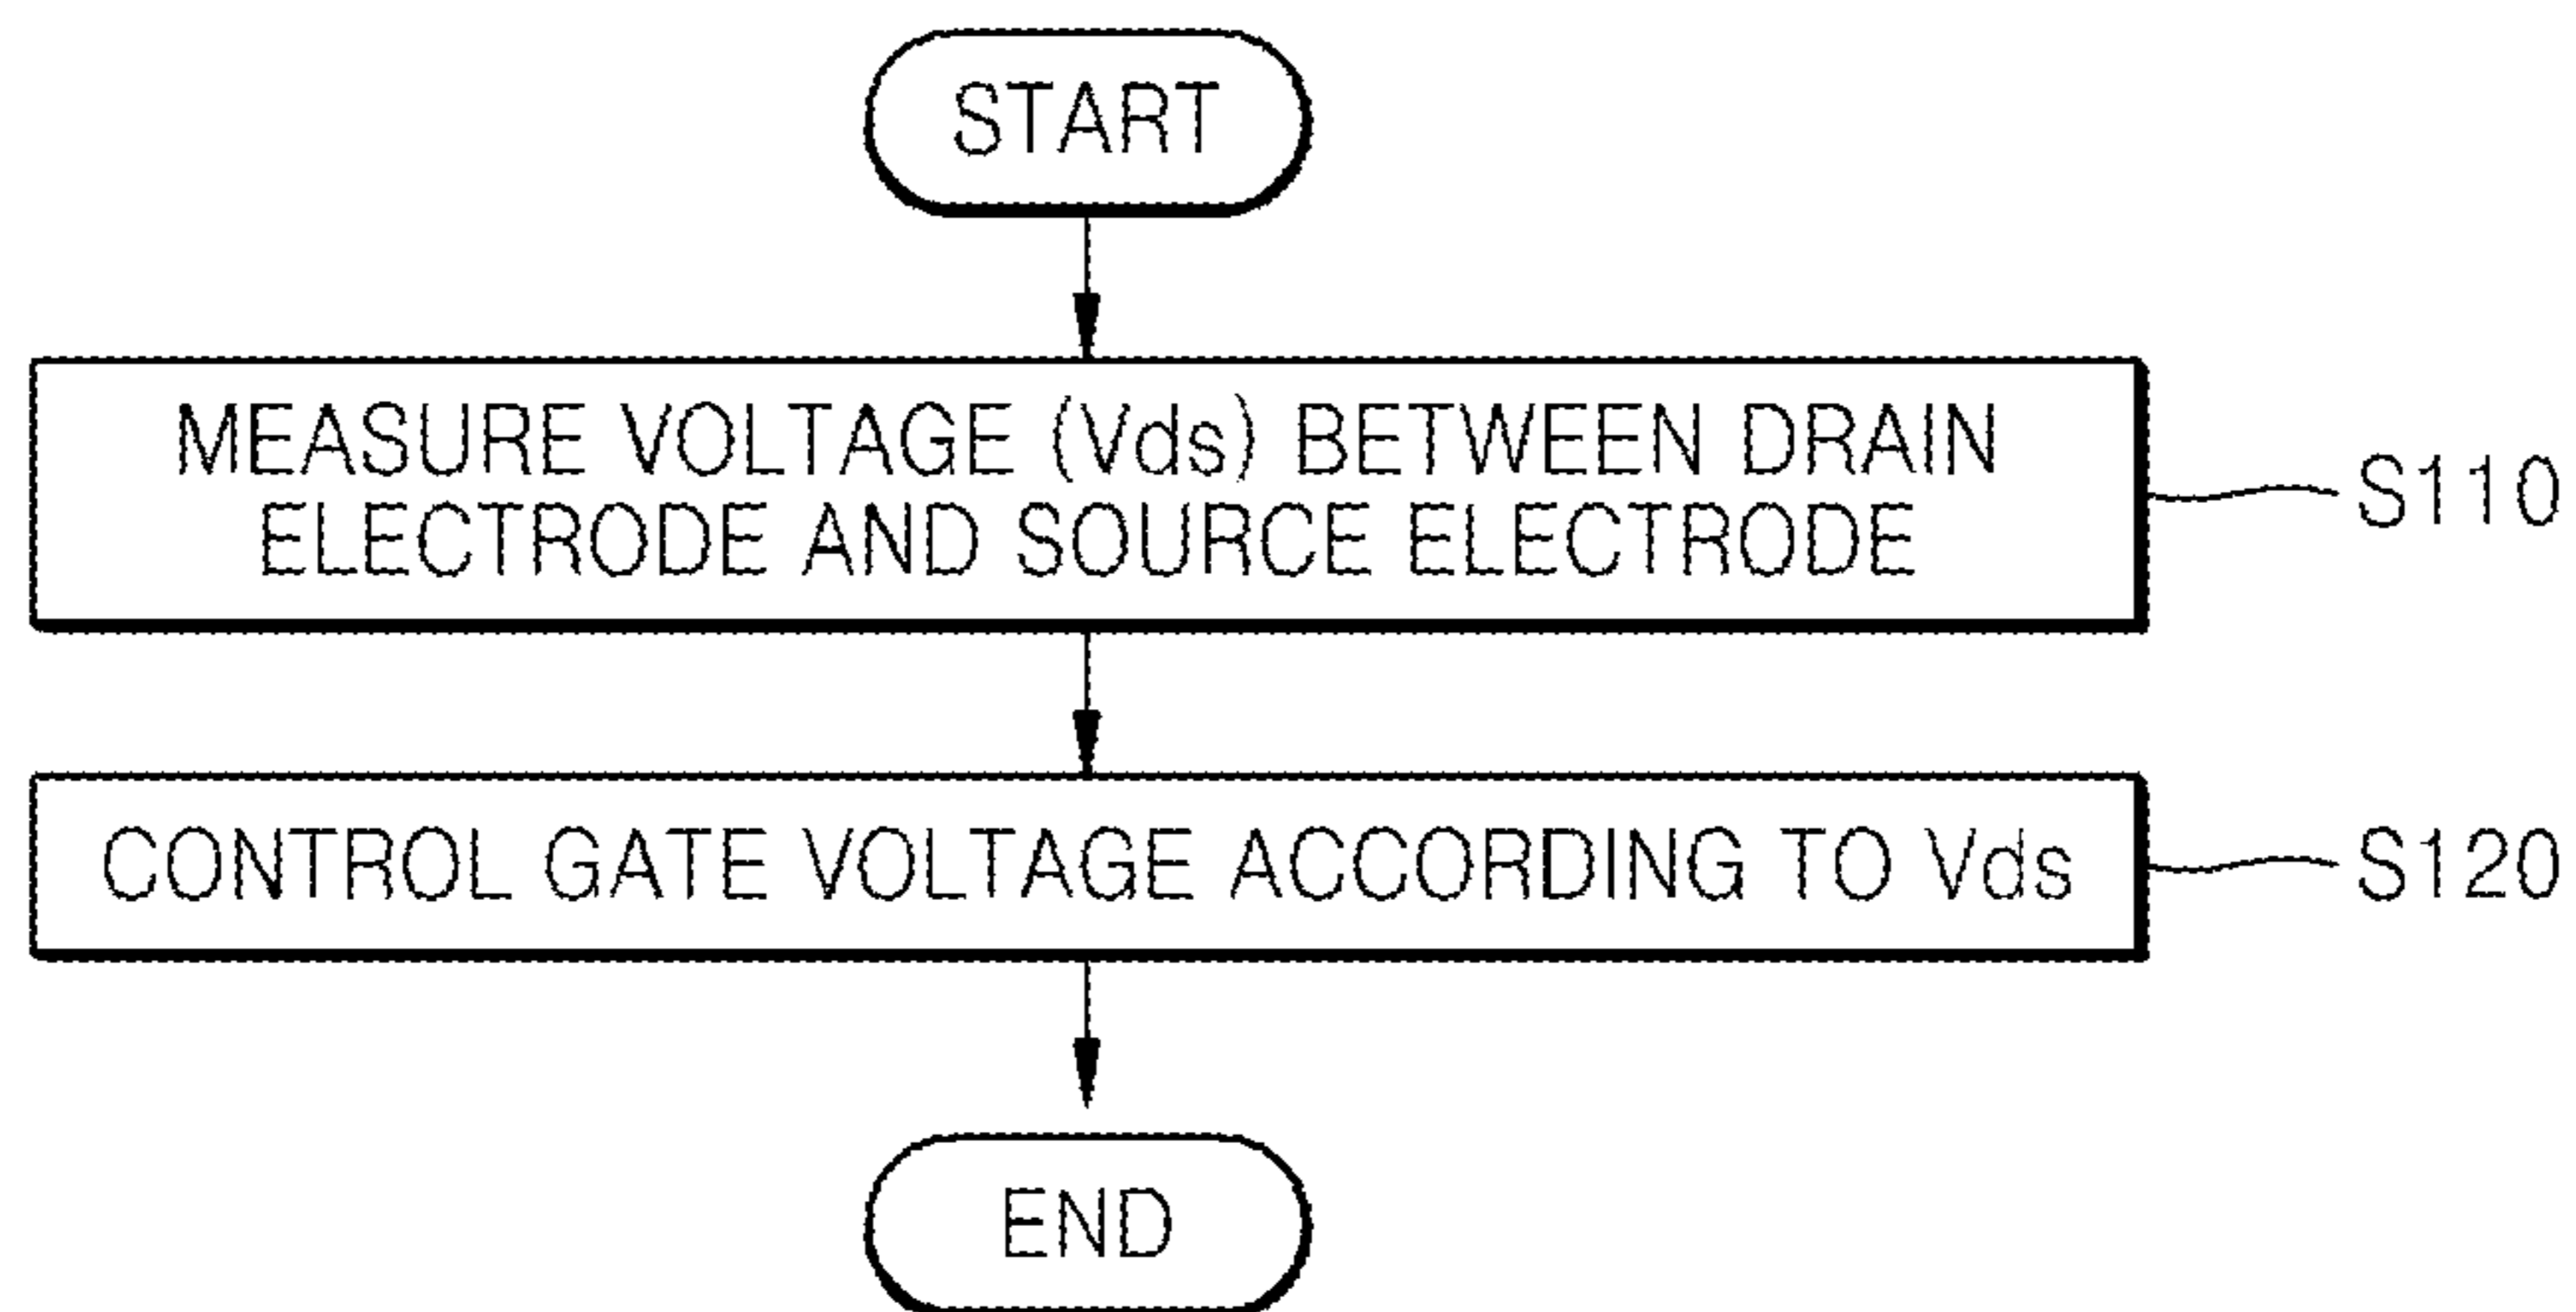 START
MEASURE VOLTAGE (Vds) BETWEEN DRAIN
ELECTRODE AND SOURCE ELECTRODE
S110
CONTROL GATE VOLTAGE ACCORDING TO Vds
S120
END